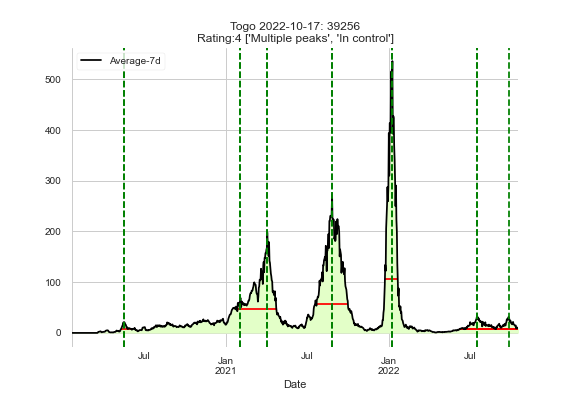 Togo 2022-10-17: 39256
Rating:4 ['Multiple peaks', 'In control']
Average-7d
500
400
300
200
100
0
Jul
Jan
2021
Jul
Jan
2022
Jul
Date